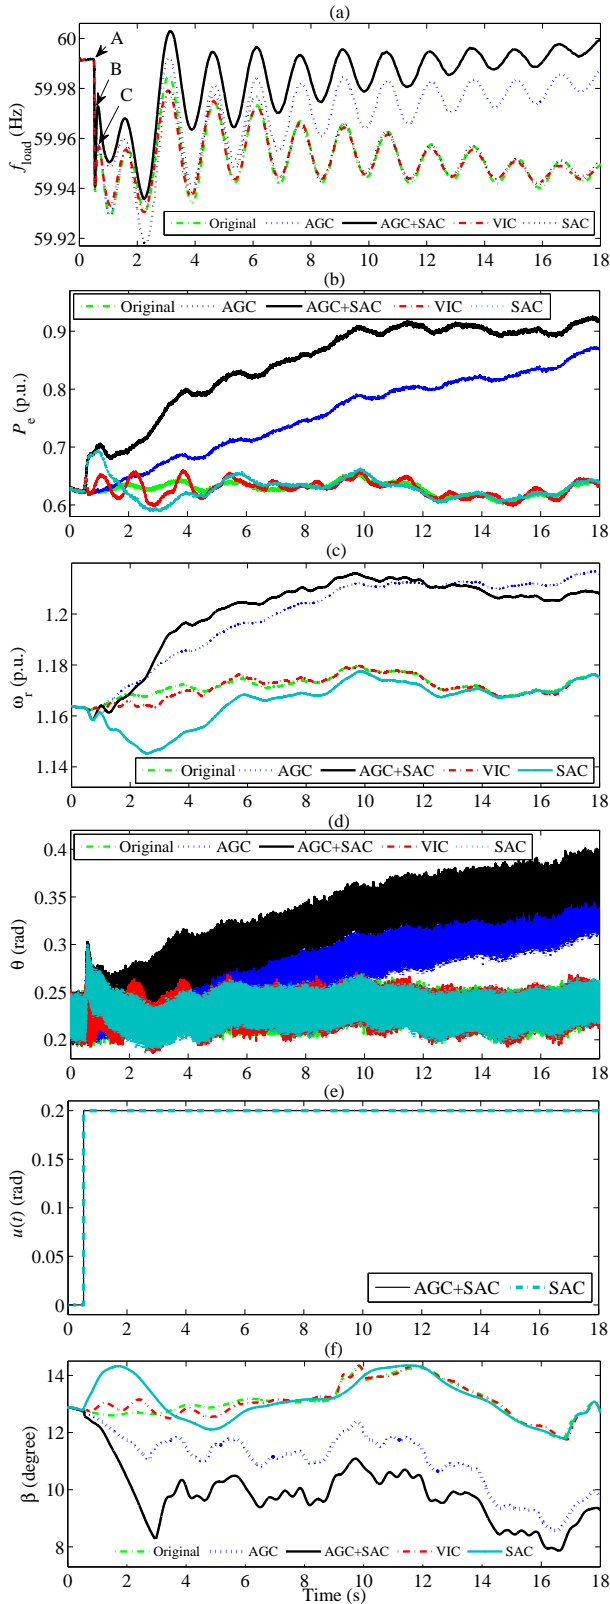 (a)
60
59.98
59.96
59.94
59.92
f_load (Hz)
A
B
C
Original AGC AGC+SAC VIC SAC
0 2 4 6 8 10 12 14 16 18
(b)
Original AGC AGC+SAC VIC SAC
0.9
0.8
0.7
0.6
P_e (p.u.)
0 2 4 6 8 10 12 14 16 18
(c)
1.2
1.18
1.16
1.14
ω_r (p.u.)
Original AGC AGC+SAC VIC SAC
0 2 4 6 8 10 12 14 16 18
(d)
Original AGC AGC+SAC VIC SAC
0.4
0.35
0.3
0.25
0.2
θ (rad)
0 2 4 6 8 10 12 14 16 18
(e)
0.2
0.15
0.1
0.05
0
u(t) (rad)
AGC+SAC SAC
0 2 4 6 8 10 12 14 16 18
(f)
14
12
10
8
β (degree)
Original AGC AGC+SAC VIC SAC
0 2 4 6 8 10 12 14 16 18
Time (s)